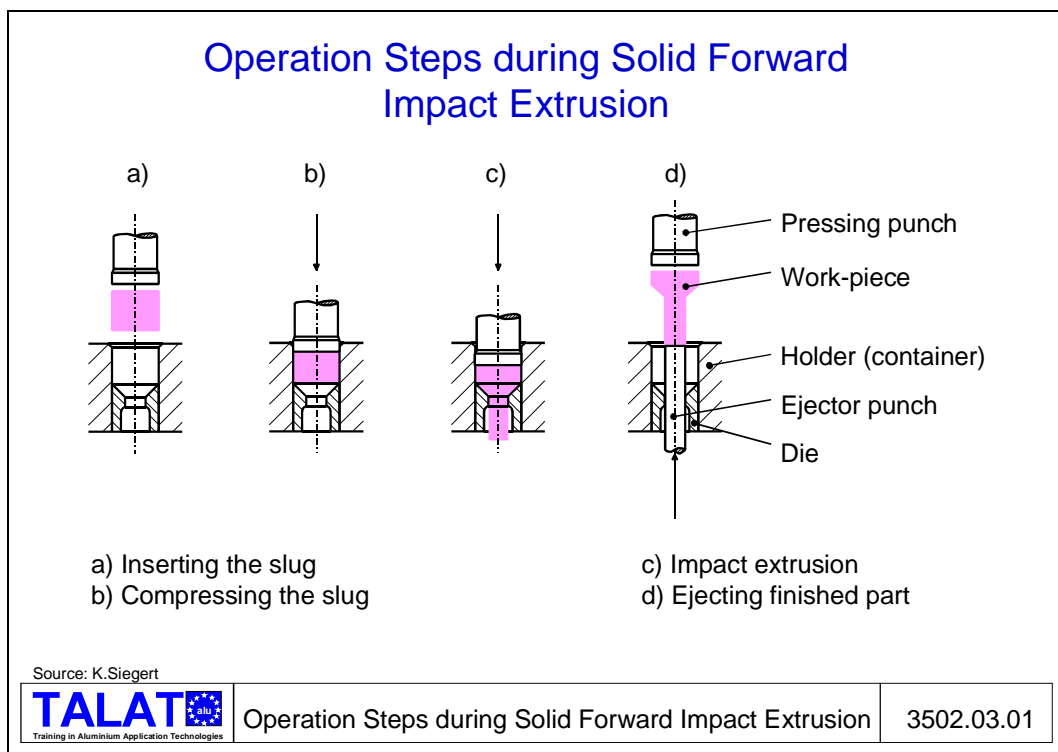 Operation Steps during Solid Forward
Impact Extrusion
a) b) c) d)
Pressing punch
Work-piece
Holder (container)
Ejector punch
Die
a) Inserting the slug
b) Compressing the slug
c) Impact extrusion
d) Ejecting finished part
Source: K.Siegert
TALAT
alu
Training in Aluminium Application Technologies
Operation Steps during Solid Forward Impact Extrusion
3502.03.01